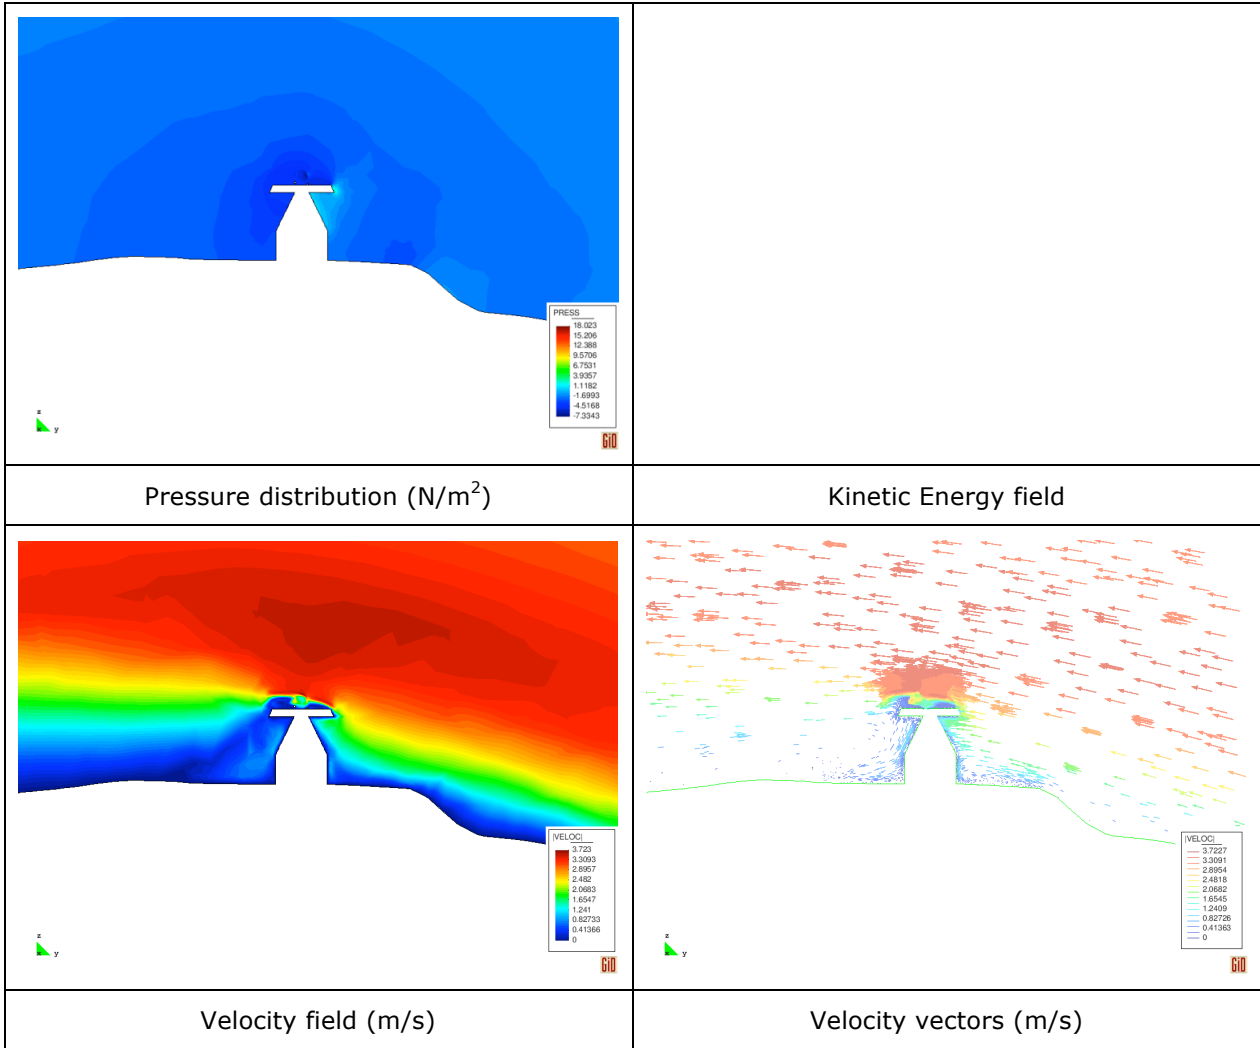 PRESS
18.023
15.206
12.388
9.5706
6.7531
3.9357
1.1182
-1.6993
-4.5168
-7.3343
z
x y
GiD
Pressure distribution (N/m²)
Kinetic Energy field
|VELOC|
3.723
3.3093
2.8957
2.482
2.0683
1.6547
1.241
0.82733
0.41366
0
z
x y
GiD
|VELOC|
3.7227
3.3091
2.8954
2.4818
2.0682
1.6545
1.2409
0.82726
0.41363
0
z
x y
GiD
Velocity field (m/s)
Velocity vectors (m/s)